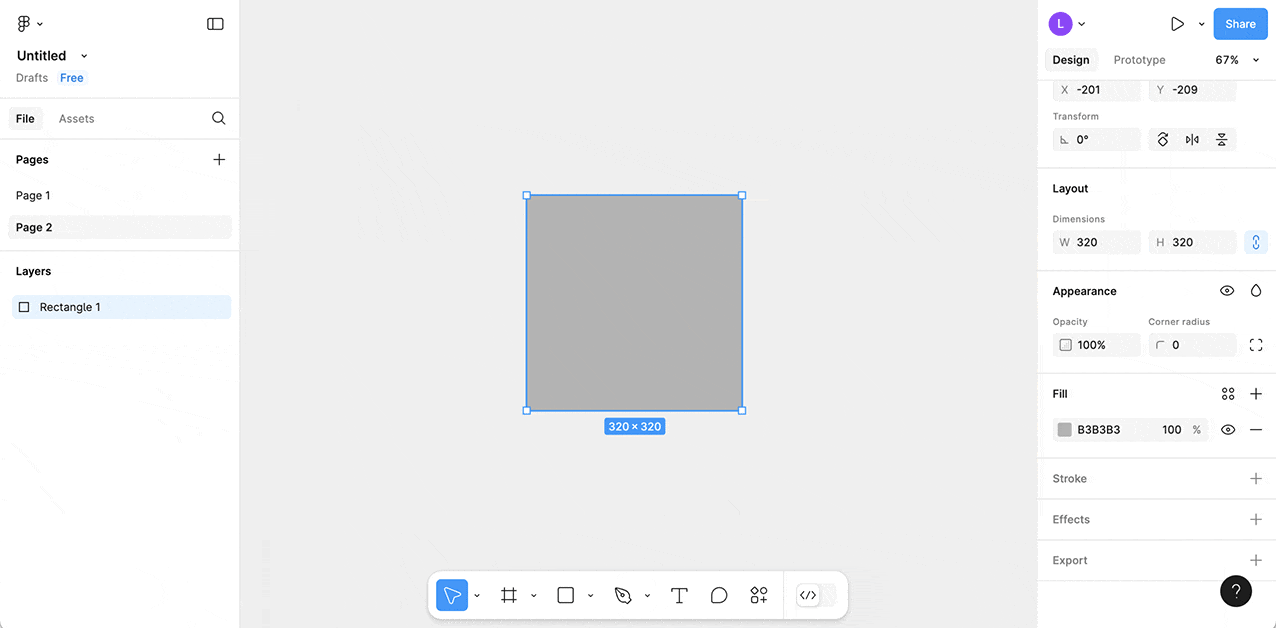 Untitled
Drafts Free
File Assets
Pages
Page 1
Page 2
Layers
Rectangle 1
320 × 320
L
Share
Design Prototype 67%
X -201 Y -209
Transform
0°
Layout
Dimensions
W 320 H 320
Appearance
Opacity Corner radius
100% 0
Fill
B3B3B3 100 %
Stroke
Effects
Export
?